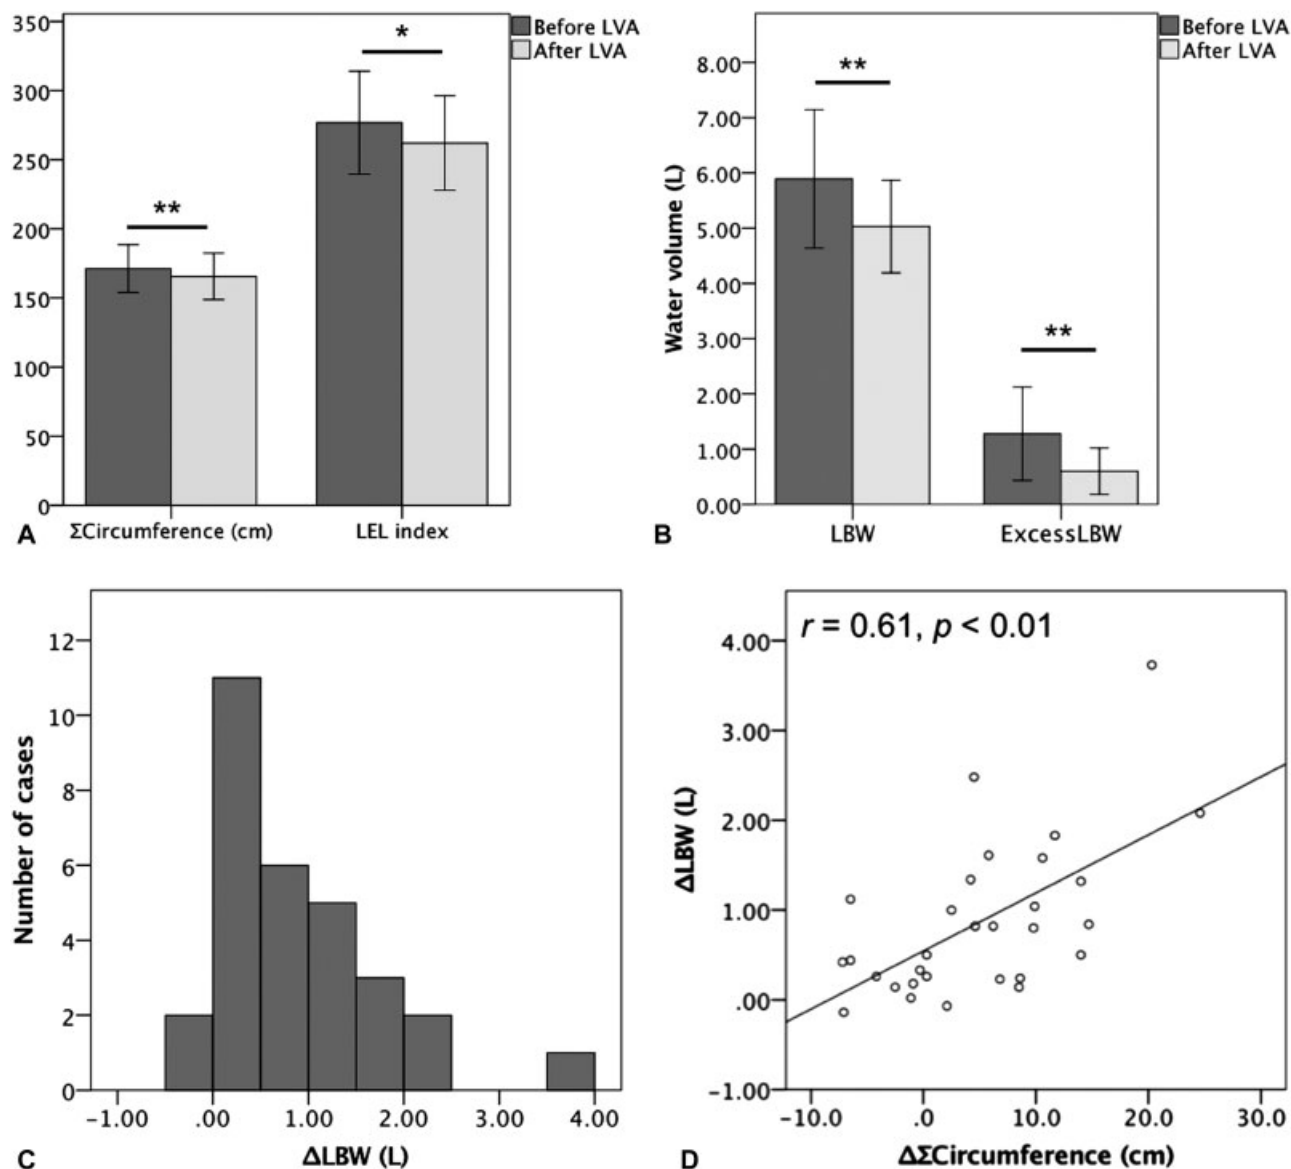 350
300
250
200
150
100
50
0
**
*
Before LVA
After LVA
ΣCircumference (cm)
LEL index
A
Water volume (L)
8.00
7.00
6.00
5.00
4.00
3.00
2.00
1.00
0.00
**
**
Before LVA
After LVA
LBW
ExcessLBW
B
Number of cases
12
10
8
6
4
2
0
-1.00 .00 1.00 2.00 3.00 4.00
ΔLBW (L)
C
r = 0.61, p < 0.01
ΔLBW (L)
4.00
3.00
2.00
1.00
.00
-1.00
-10.0 .0 10.0 20.0 30.0
ΔΣCircumference (cm)
D